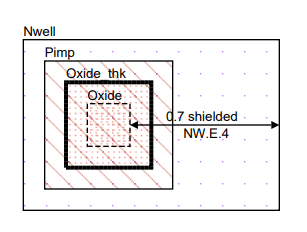 Nwell
Pimp
Oxide_thk
Oxide
0.7 shielded
NW.E.4